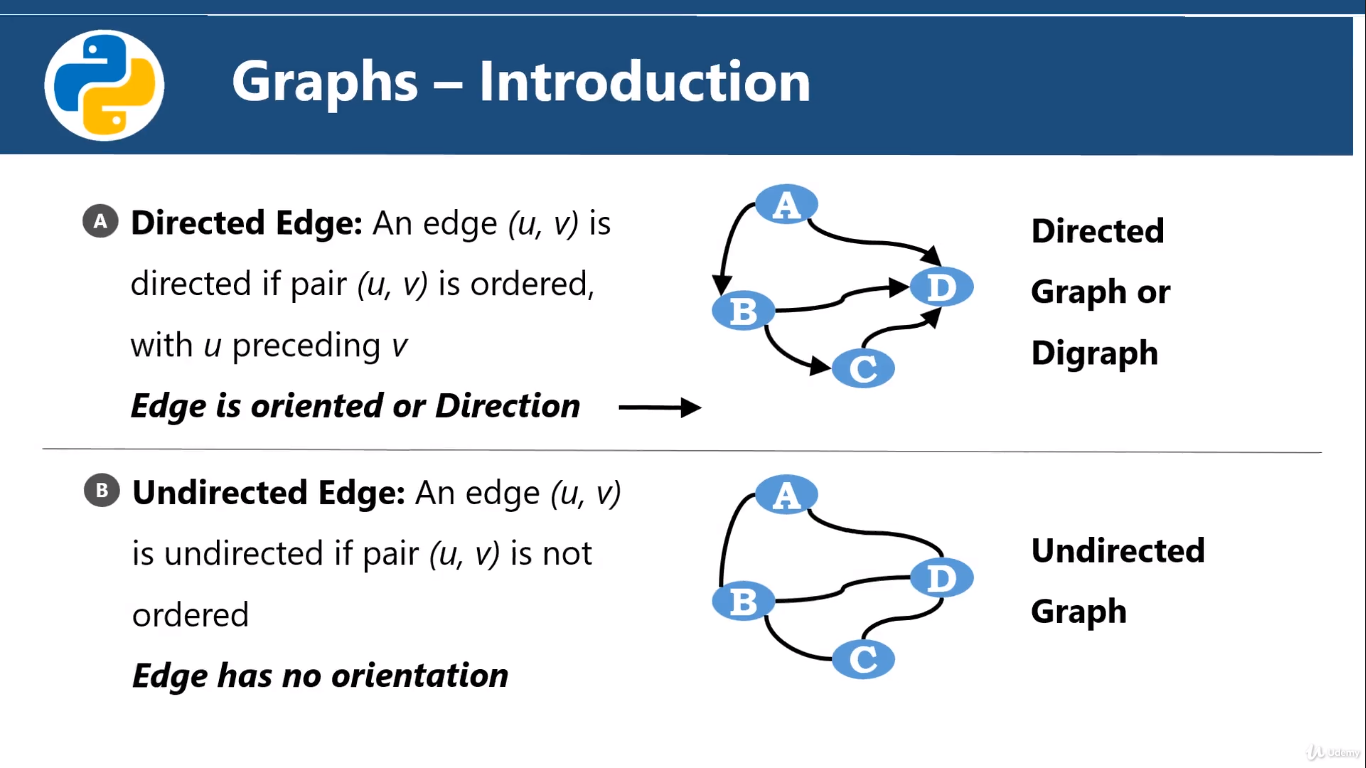 Graphs – Introduction
A Directed Edge: An edge (u, v) is
directed if pair (u, v) is ordered,
with u preceding v
Edge is oriented or Direction
A
B
D
C
Directed
Graph or
Digraph
B Undirected Edge: An edge (u, v)
is undirected if pair (u, v) is not
ordered
Edge has no orientation
A
D
B
C
Undirected
Graph
Udemy